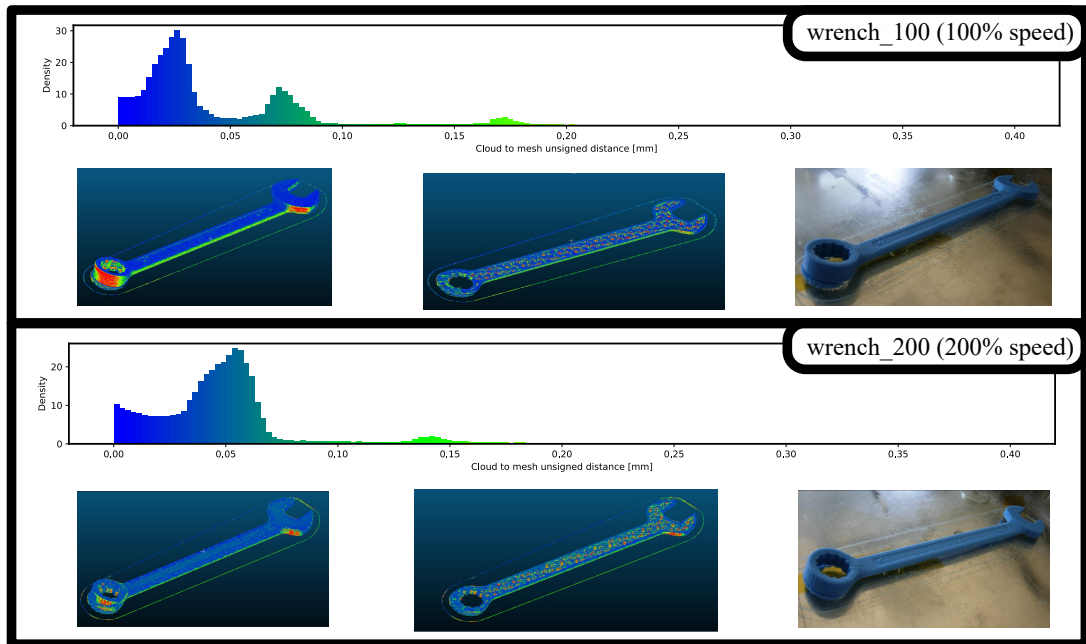 wrench_100 (100% speed)
30
20
10
0
Density
0,00 0,05 0,10 0,15 0,20 0,25 0,30 0,35 0,40
Cloud to mesh unsigned distance [mm]
wrench_200 (200% speed)
20
10
0
Density
0,00 0,05 0,10 0,15 0,20 0,25 0,30 0,35 0,40
Cloud to mesh unsigned distance [mm]